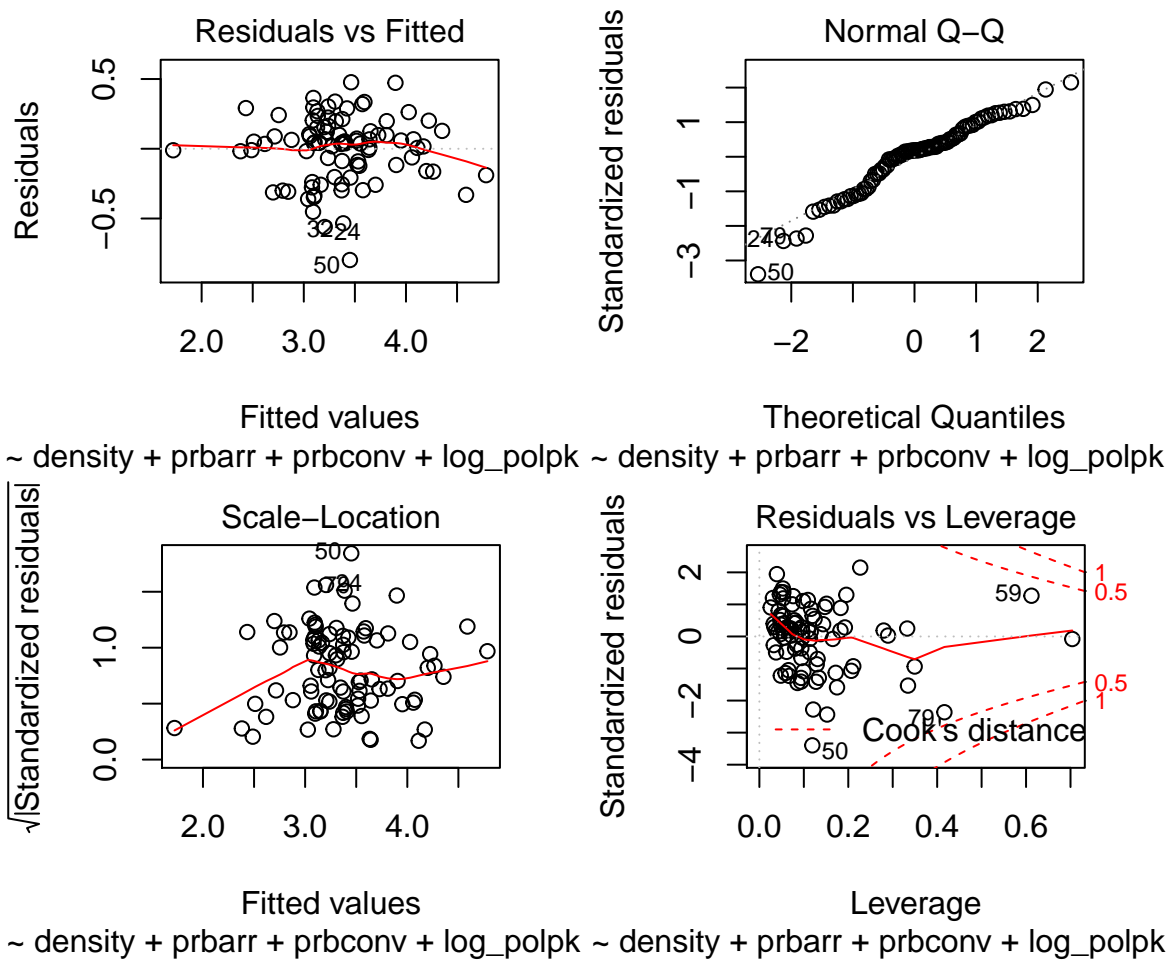 Residuals vs Fitted
Residuals
0.5
−0.5
32
24
50
2.0 3.0 4.0
Fitted values
~ density + prbarr + prbconv + log_polpk
Normal Q−Q
Standardized residuals
1
−1
−3
79
50
−2 0 1 2
Theoretical Quantiles
~ density + prbarr + prbconv + log_polpk
Scale−Location
√|Standardized residuals|
1.0
0.0
50
2.0 3.0 4.0
Fitted values
~ density + prbarr + prbconv + log_polpk
Residuals vs Leverage
Standardized residuals
2
0
−2
−4
1
0.5
0.5
1
59
79
50
Cook's distance
0.0 0.2 0.4 0.6
Leverage
~ density + prbarr + prbconv + log_polpk